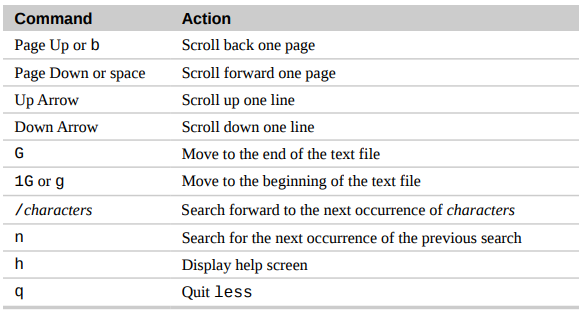 Command Action
Page Up or b Scroll back one page
Page Down or space Scroll forward one page
Up Arrow Scroll up one line
Down Arrow Scroll down one line
G Move to the end of the text file
1G or g Move to the beginning of the text file
/characters Search forward to the next occurrence of characters
n Search for the next occurrence of the previous search
h Display help screen
q Quit less